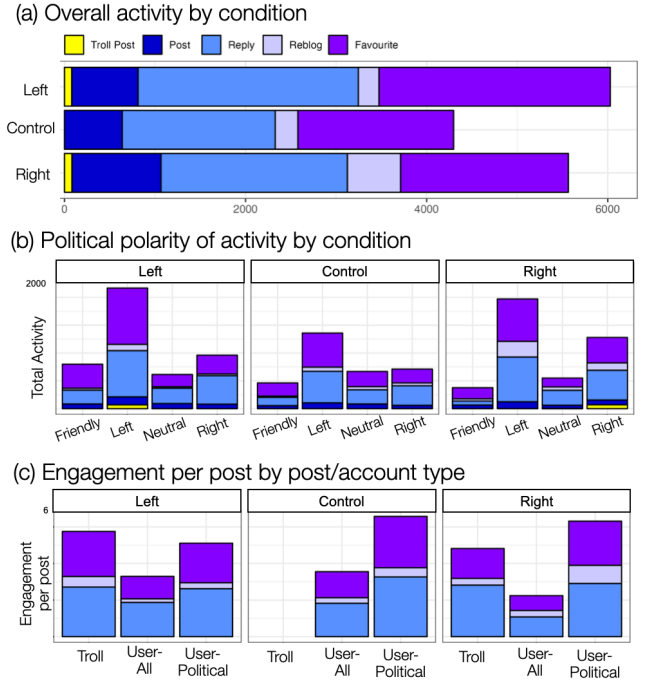 (a) Overall activity by condition
Troll Post Post Reply Reblog Favourite
Left
Control
Right
0 2000 4000 6000
(b) Political polarity of activity by condition
Left Control Right
2000
Total Activity
Friendly Left Neutral Right Friendly Left Neutral Right Friendly Left Neutral Right
(c) Engagement per post by post/account type
Left Control Right
6
Engagement
per post
Troll User-All User-Political Troll User-All User-Political Troll User-All User-Political